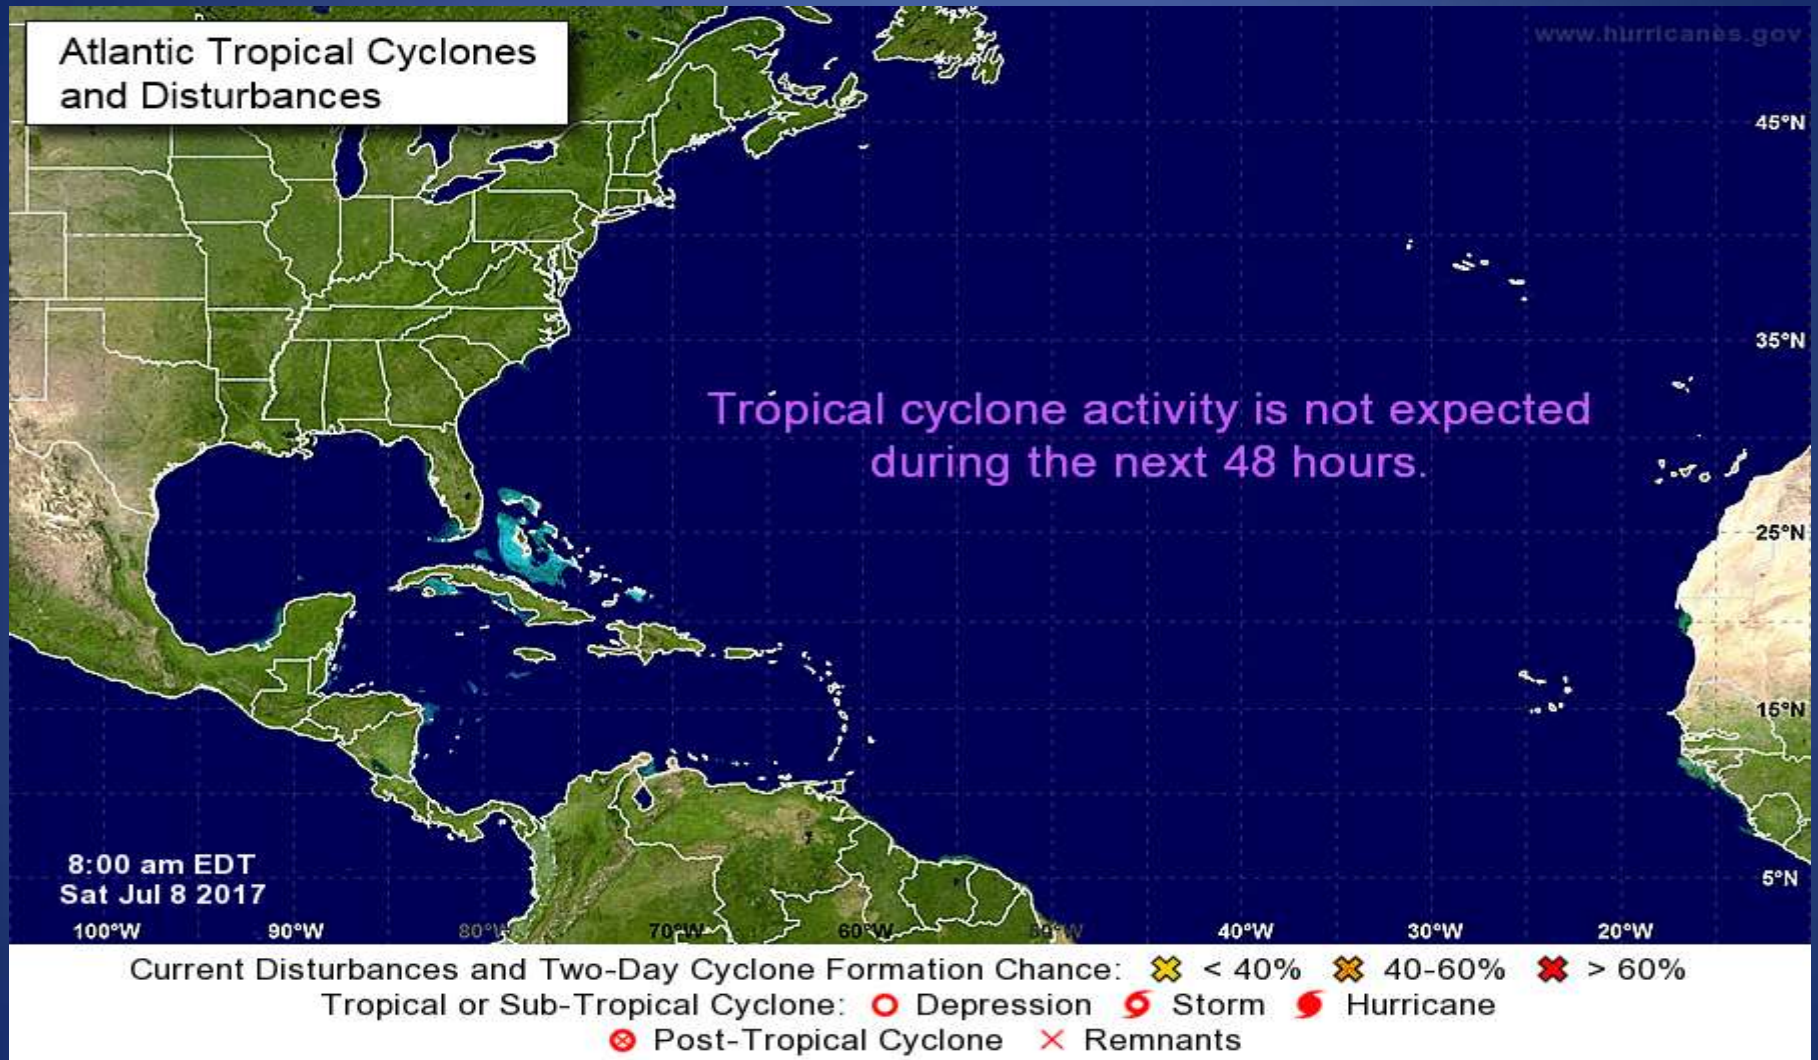 Atlantic Tropical Cyclones
and Disturbances
www.hurricanes.gov
45°N
35°N
Tropical cyclone activity is not expected
during the next 48 hours.
25°N
15°N
8:00 am EDT
Sat Jul 8 2017
5°N
100°W 90°W 80°W 70°W 60°W 50°W 40°W 30°W 20°W
Current Disturbances and Two-Day Cyclone Formation Chance: < 40% 40-60% > 60%
Tropical or Sub-Tropical Cyclone: Depression Storm Hurricane
Post-Tropical Cyclone Remnants